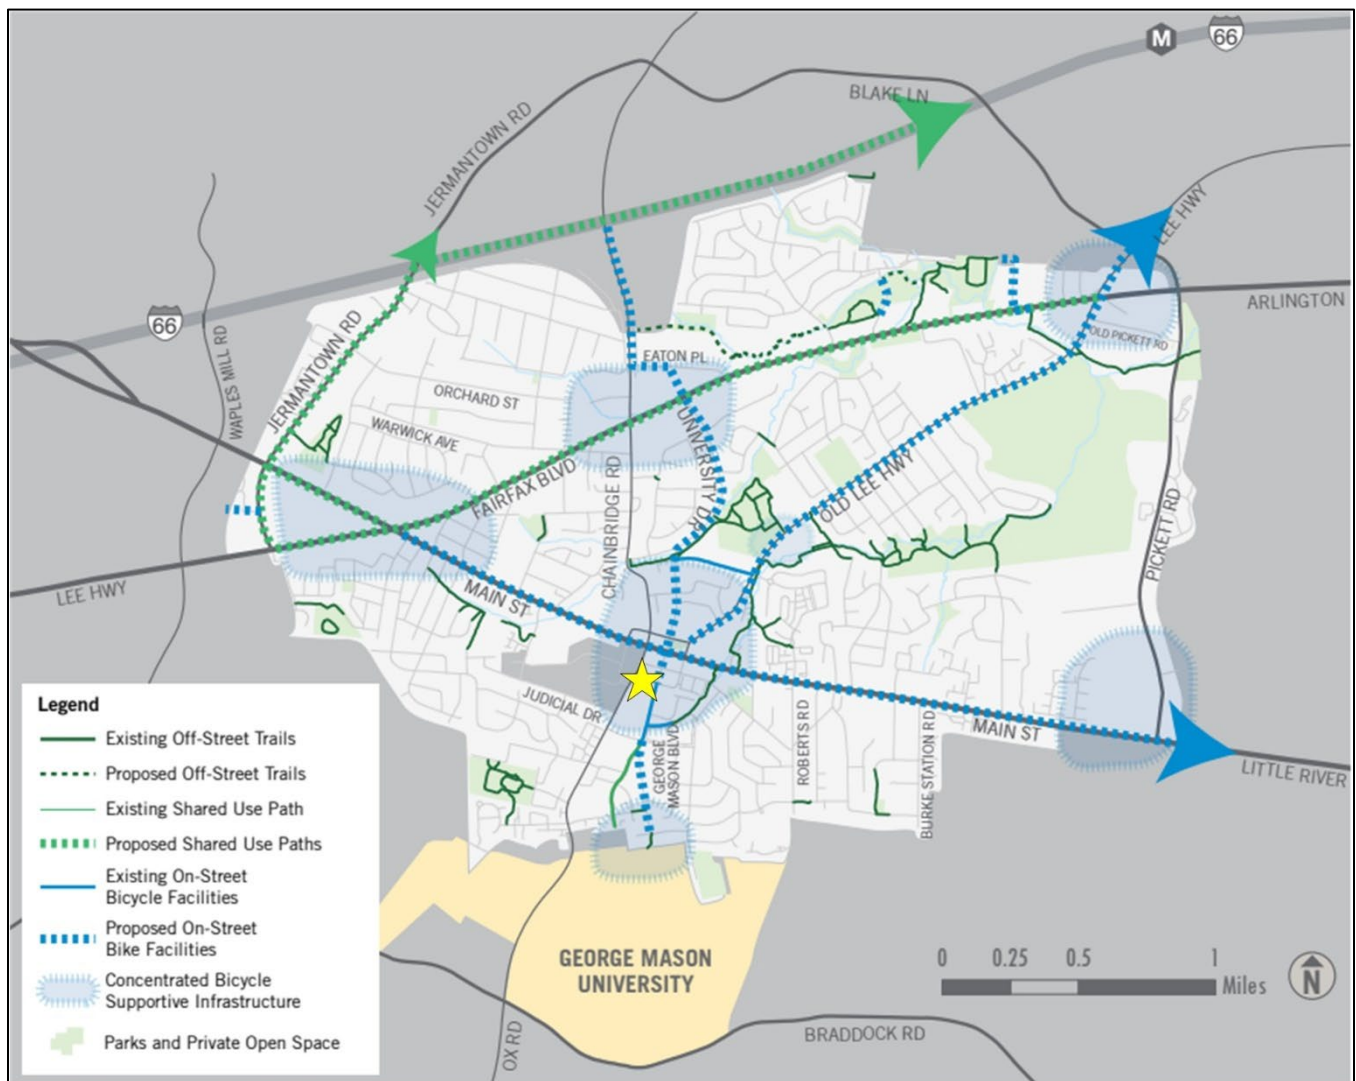 M
66
BLAKE LN
JERMANTOWN RD
LEE HWY
ARLINGTON
66
WAPLES MILL RD
JERMANTOWN RD
OLD PICKETT RD
EATON PL
ORCHARD ST
WARWICK AVE
UNIVERSITY DR
FAIRFAX BLVD
CHAINBRIDGE RD
OLD LEE HWY
PICKETT RD
LEE HWY
MAIN ST
JUDICIAL DR
GEORGE
MASON BLVD
ROBERTS RD
BURKE STATION RD
MAIN ST
LITTLE RIVER
Legend
Existing Off-Street Trails
Proposed Off-Street Trails
Existing Shared Use Path
Proposed Shared Use Paths
Existing On-Street
Bicycle Facilities
Proposed On-Street
Bike Facilities
Concentrated Bicycle
Supportive Infrastructure
Parks and Private Open Space
GEORGE MASON
UNIVERSITY
OX RD
BRADDOCK RD
0 0.25 0.5 1
Miles
N